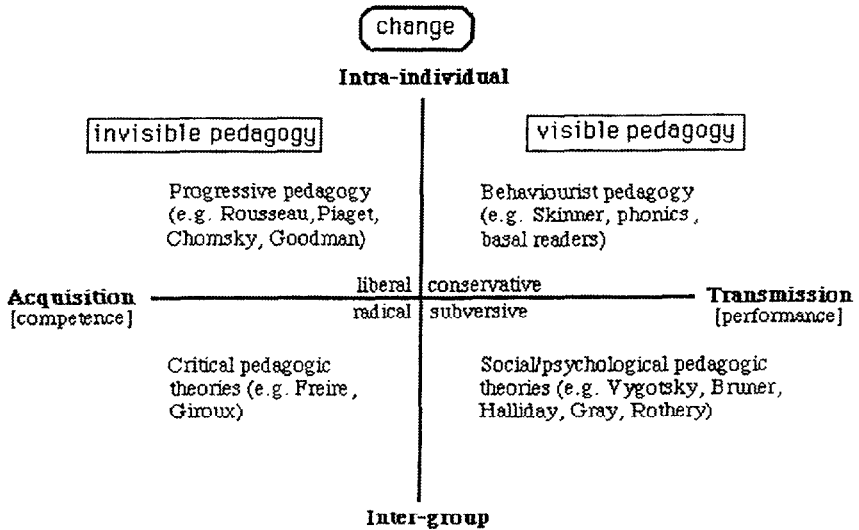 change
Intra-individual
invisible pedagogy
visible pedagogy
Progressive pedagogy
(e.g. Rousseau,Piaget,
Chomsky, Goodman)
Behaviourist pedagogy
(e.g. Skinner, phonics,
basal readers)
liberal
conservative
Acquisition
[competence]
Transmission
[performance]
radical
subversive
Critical pedagogic
theories (e.g. Freire,
Giroux)
Social/psychological pedagogic
theories (e.g. Vygotsky, Bruner,
Halliday, Gray, Rothery)
Inter-group